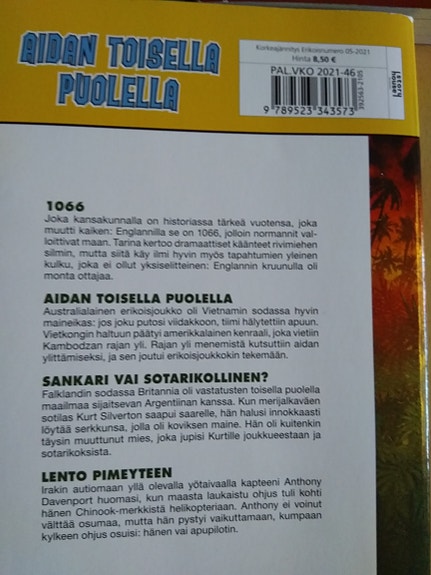 AIDAN TOISELLA
PUOLELLA
Korkeajännitys Erikoisnumero 05-2021
Hinta 8,50 €
PAL.VKO 2021-46
9 789523 343573
392563-2105
story
house
1066
Joka kansakunnalla on historiassa tärkeä vuotensa, joka
muutti kaiken: Englannilla se on 1066, jolloin normannit val-
loittivat maan. Tarina kertoo dramaattiset käänteet rivimiehen
silmin, mutta siitä käy ilmi hyvin myös tapahtumien yleinen
kulku, joka ei ollut yksiselitteinen: Englannin kruunulla oli
monta ottajaa.
AIDAN TOISELLA PUOLELLA
Australialainen erikoisjoukko oli Vietnamin sodassa hyvin
maineikas: jos joku putosi viidakkoon, tiimi hälytettiin apuun.
Vietkongin haltuun päätyi amerikkalainen kenraali, joka vietiin
Kambodzan rajan yli. Rajan yli menemistä kutsuttiin aidan
ylittämiseksi, ja sen joutui erikoisjoukkokin tekemään.
SANKARI VAI SOTARIKOLLINEN?
Falklandin sodassa Britannia oli vastatusten toisella puolella
maailmaa sijaitsevan Argentiinan kanssa. Kun merijalkaväen
sotilas Kurt Silverton saapui saarelle, hän halusi innokkaasti
löytää serkkunsa, jolla oli koviksen maine. Hän oli kuitenkin
täysin muuttunut mies, joka jupisi Kurtille joukkueestaan ja
sotarikoksista.
LENTO PIMEYTEEN
Irakin autiomaan yllä olevalla yötaivaalla kapteeni Anthony
Davenport huomasi, kun maasta laukaistu ohjus tuli kohti
hänen Chinook-merkkistä helikopteriaan. Anthony ei voinut
välttää osumaa, mutta hän pystyi vaikuttamaan, kumpaan
kylkeen ohjus osuisi: hänen vai apupilotin.